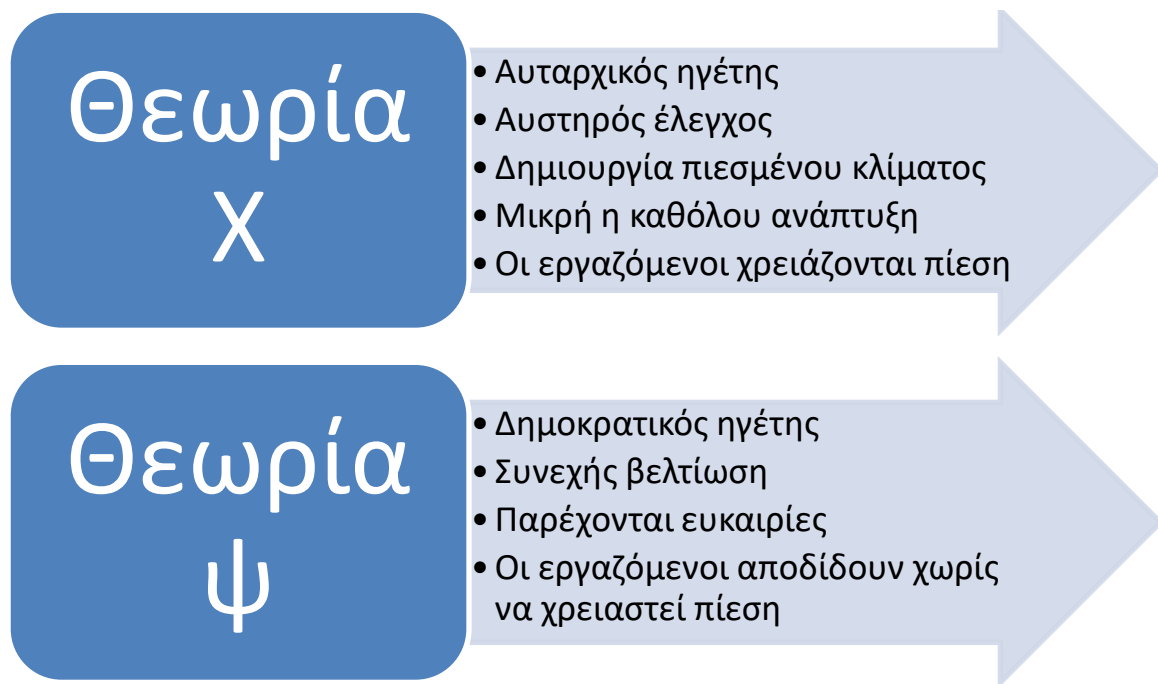 Θεωρία
Χ
• Αυταρχικός ηγέτης
• Αυστηρός έλεγχος
• Δημιουργία πιεσμένου κλίματος
• Μικρή η καθόλου ανάπτυξη
• Οι εργαζόμενοι χρειάζονται πίεση
Θεωρία
ψ
• Δημοκρατικός ηγέτης
• Συνεχής βελτίωση
• Παρέχονται ευκαιρίες
• Οι εργαζόμενοι αποδίδουν χωρίς
να χρειαστεί πίεση